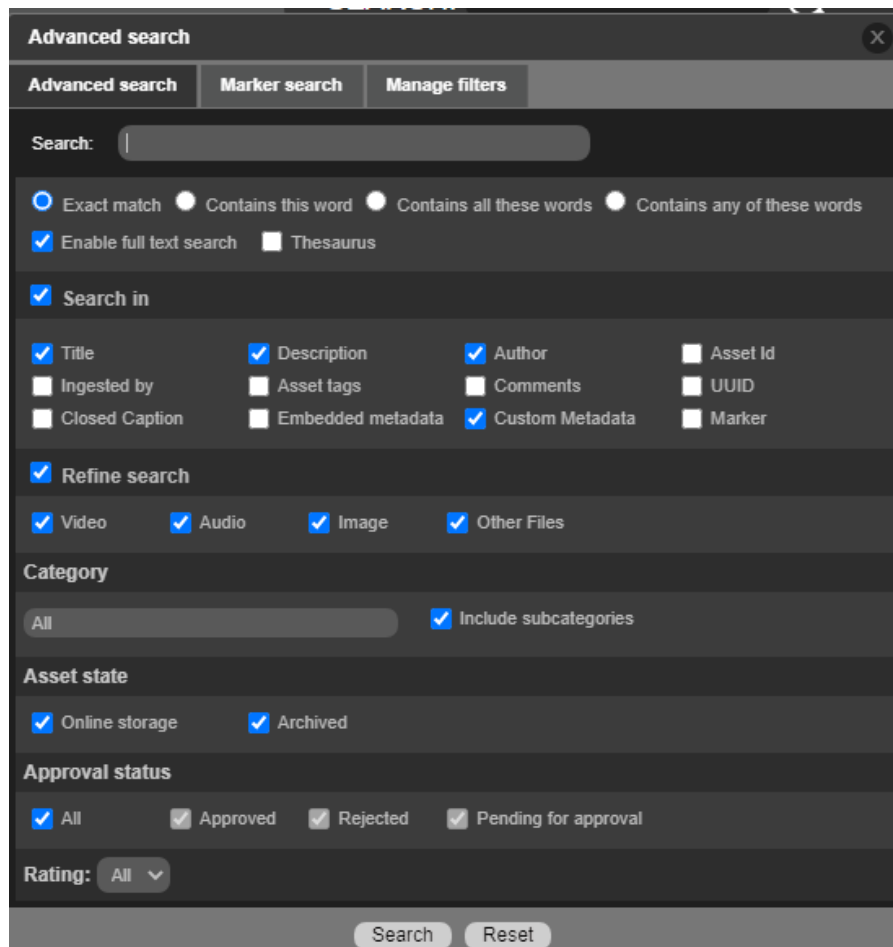 Advanced search
Advanced search Marker search Manage filters
Search:
Exact match Contains this word Contains all these words Contains any of these words
Enable full text search Thesaurus
Search in
Title Description Author Asset Id
Ingested by Asset tags Comments UUID
Closed Caption Embedded metadata Custom Metadata Marker
Refine search
Video Audio Image Other Files
Category
All Include subcategories
Asset state
Online storage Archived
Approval status
All Approved Rejected Pending for approval
Rating: All
Search Reset